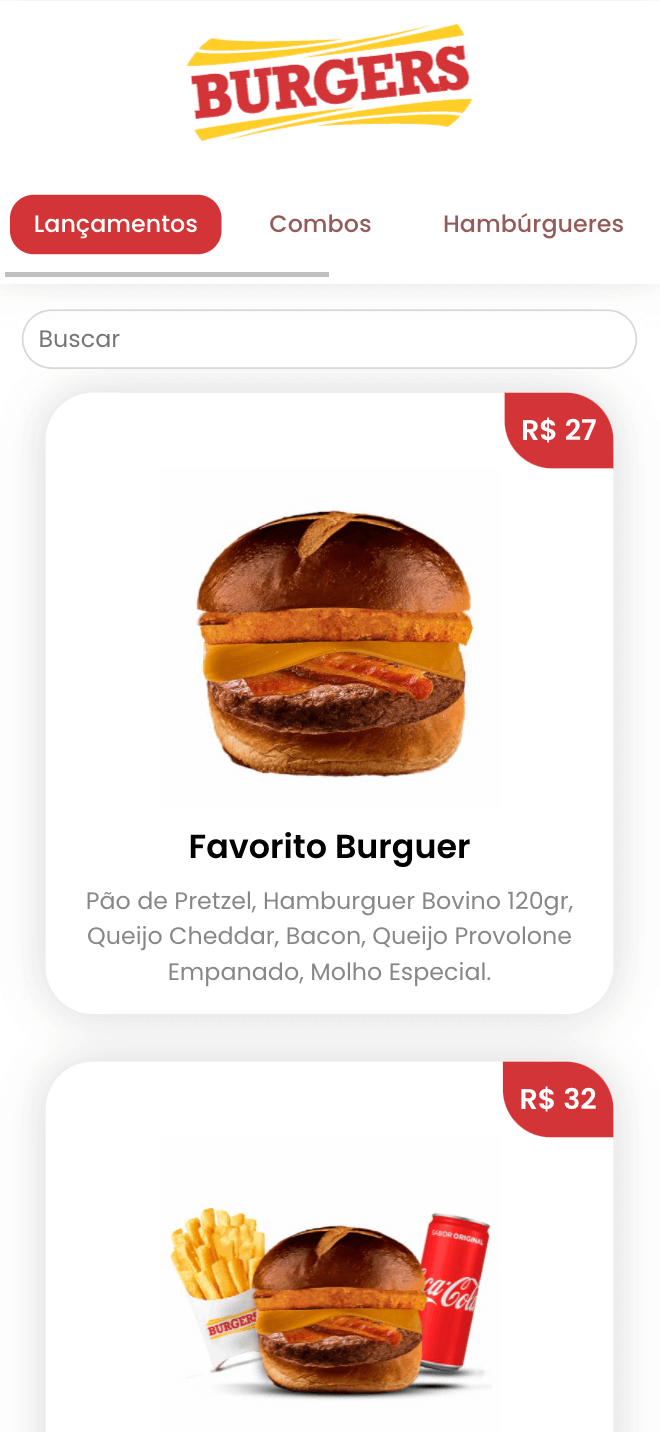 BURGERS
Lançamentos
Combos
Hambúrgueres
Buscar
R$ 27
Favorito Burguer
Pão de Pretzel, Hamburguer Bovino 120gr,
Queijo Cheddar, Bacon, Queijo Provolone
Empanado, Molho Especial.
R$ 32
SABOR ORIGINAL
Coca-Cola
BURGERS